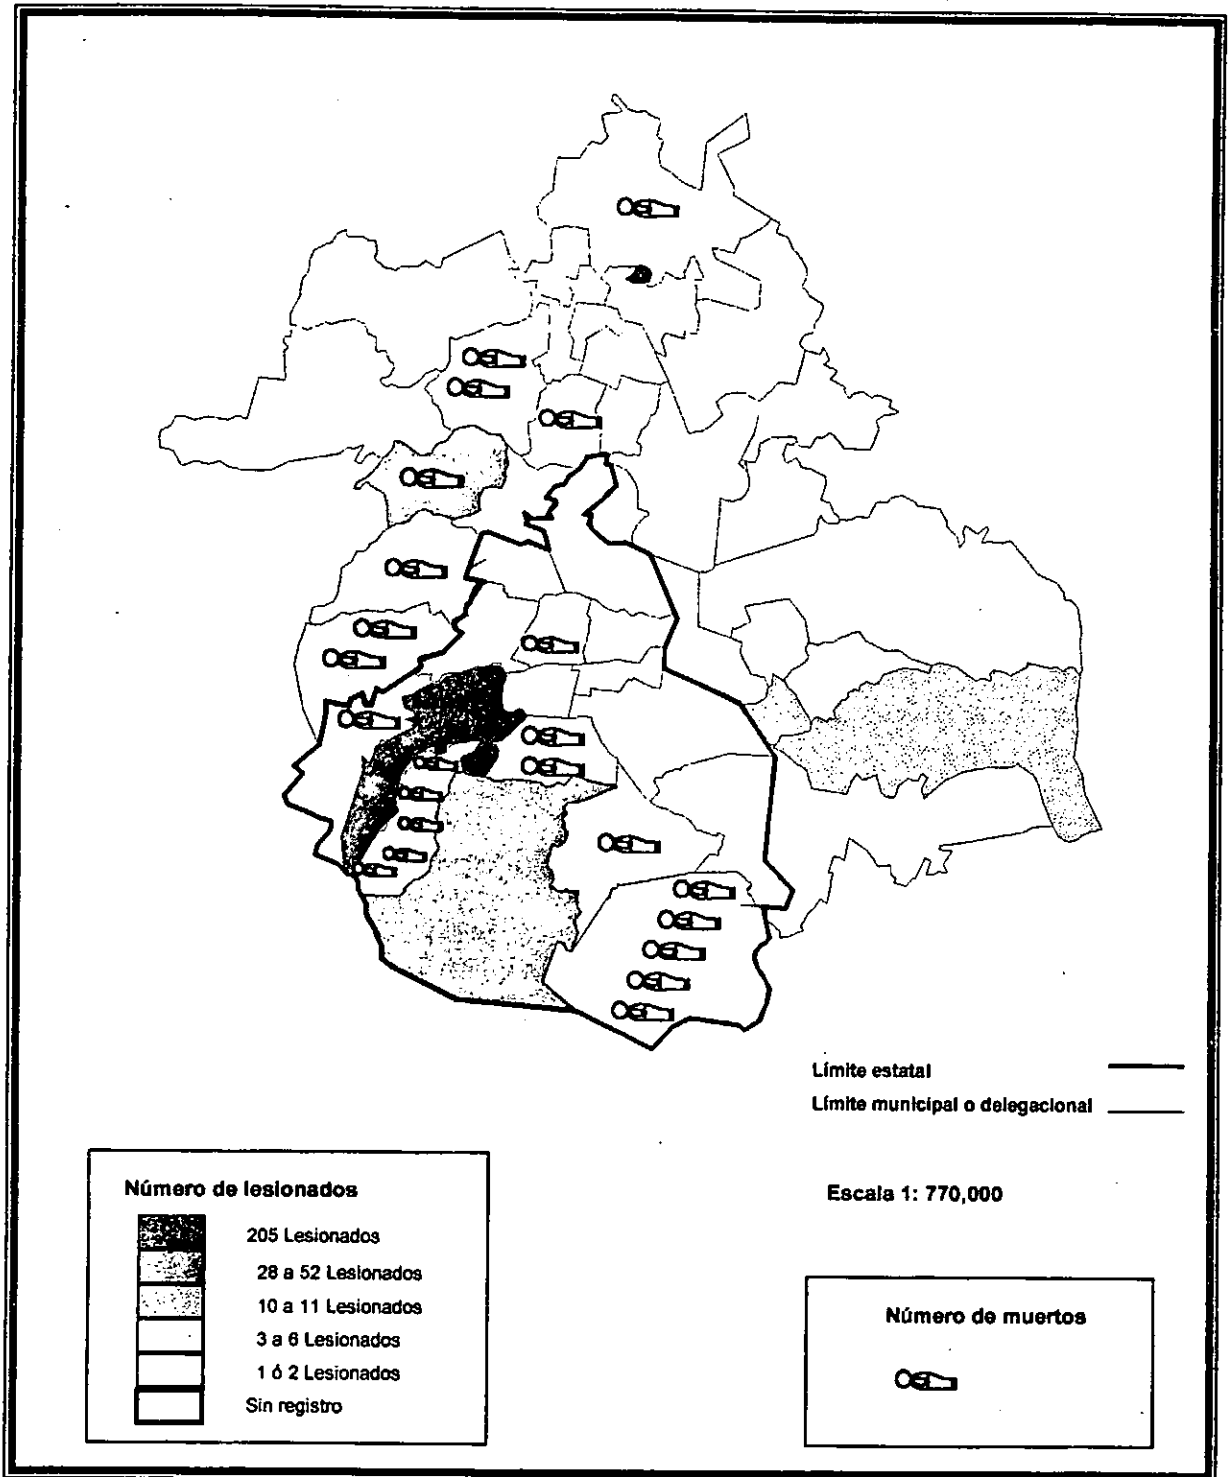 Límite estatal
Límite municipal o delegacional
Número de lesionados
205 Lesionados
28 a 52 Lesionados
10 a 11 Lesionados
3 a 6 Lesionados
1 ó 2 Lesionados
Sin registro
Escala 1: 770,000
Número de muertos